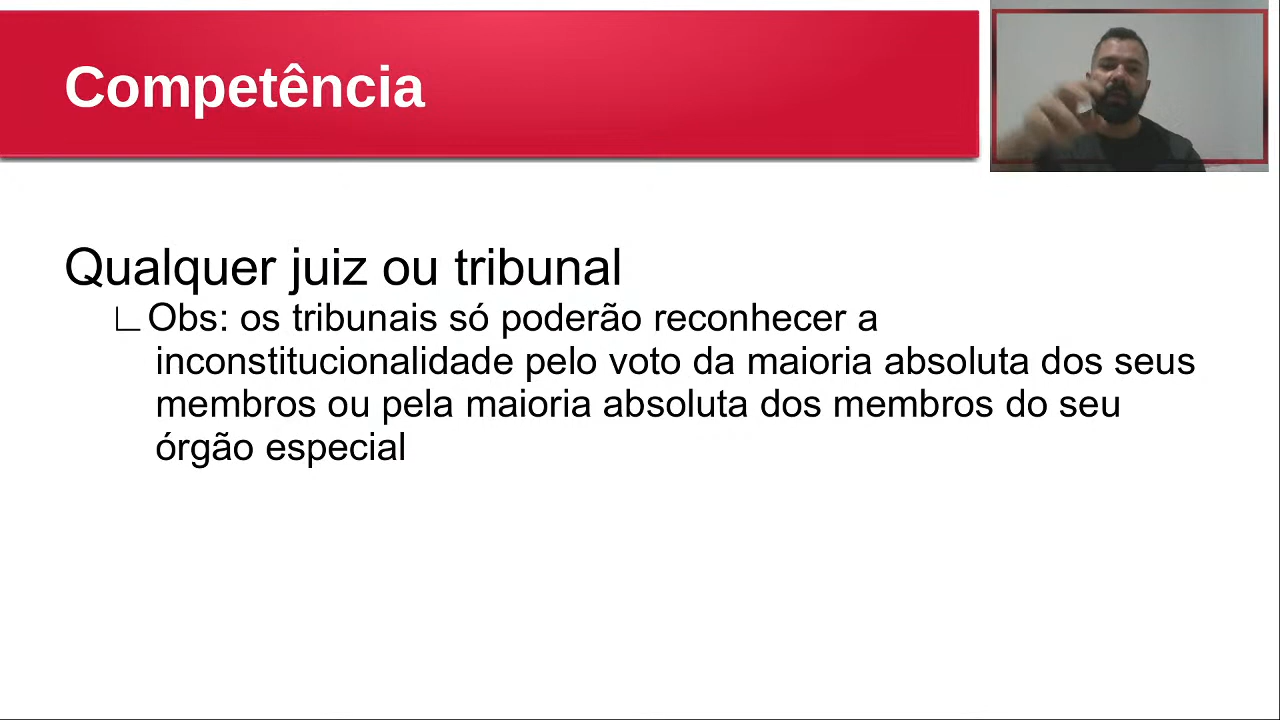 Competência
Qualquer juiz ou tribunal
Obs: os tribunais só poderão reconhecer a
inconstitucionalidade pelo voto da maioria absoluta dos seus
membros ou pela maioria absoluta dos membros do seu
órgão especial